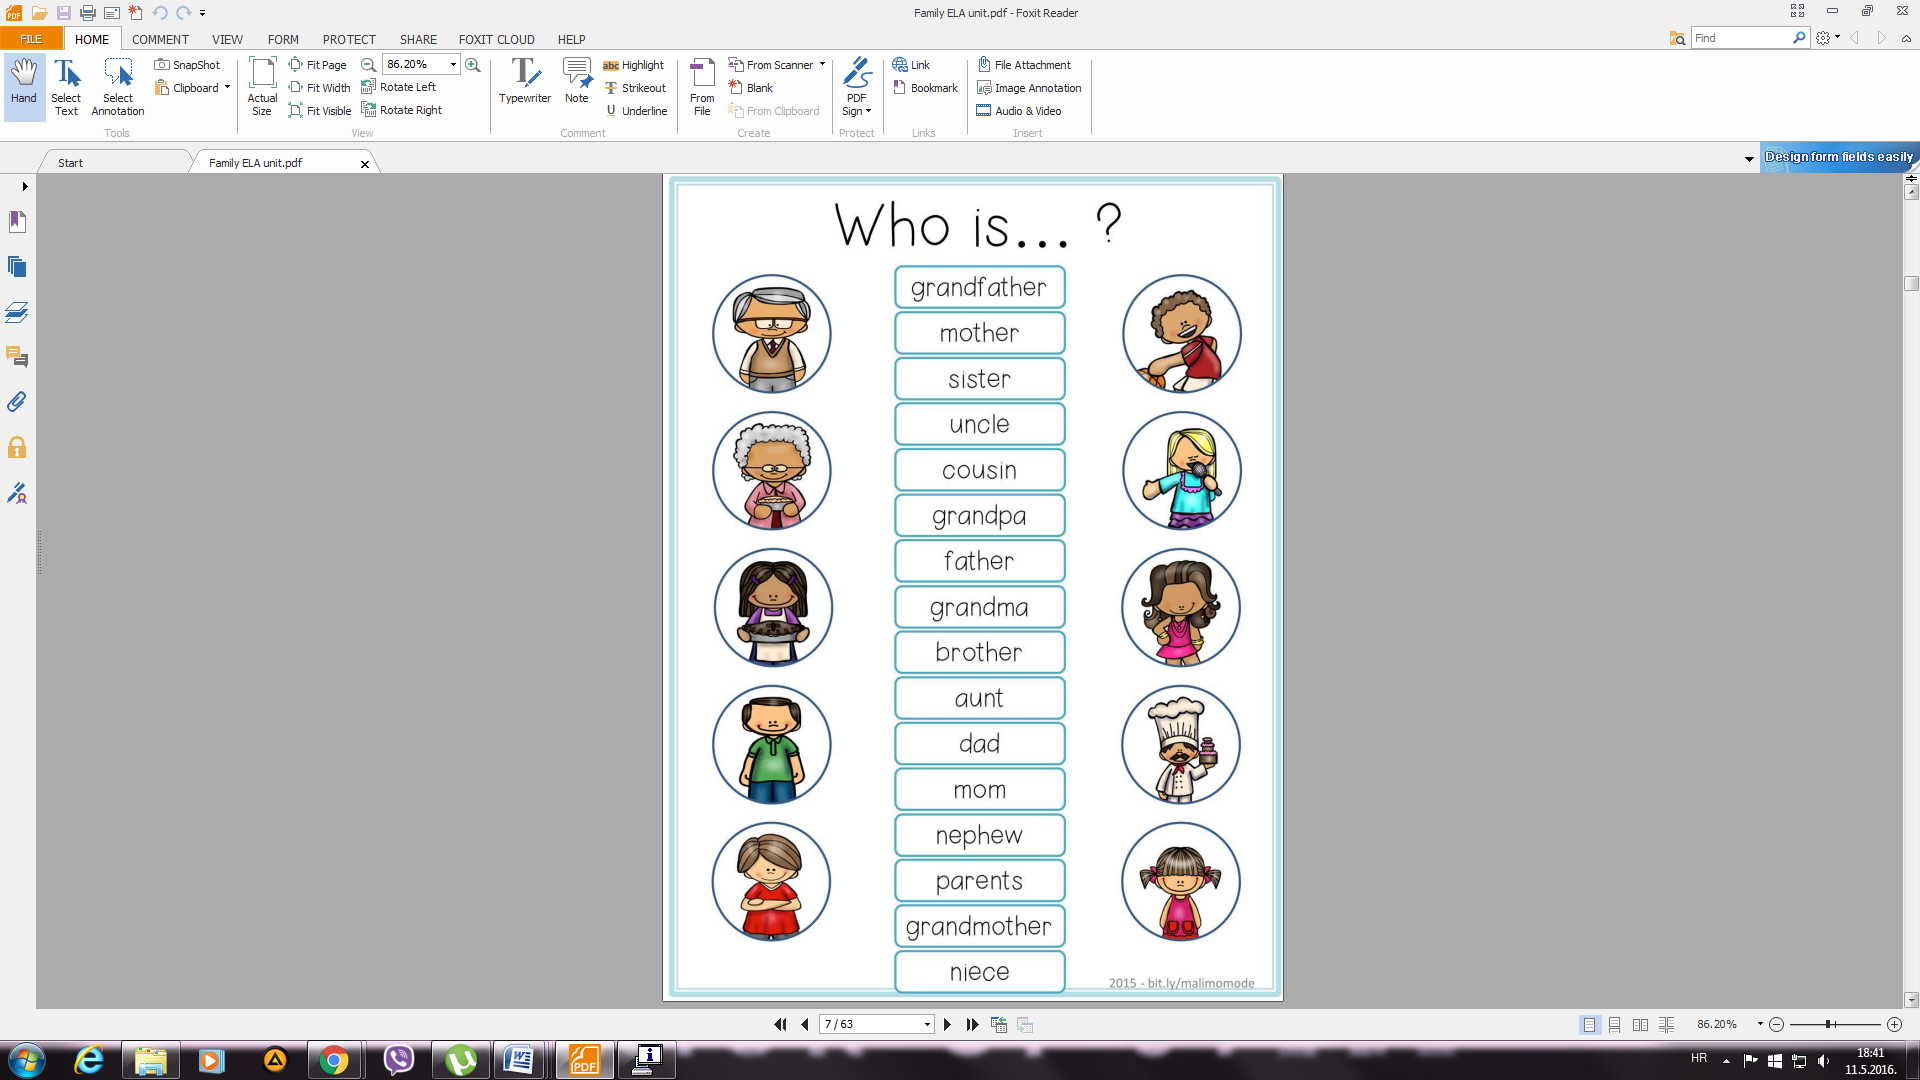 Family ELA unit.pdf - Foxit Reader
FILE HOME COMMENT VIEW FORM PROTECT SHARE FOXIT CLOUD HELP
Find
Hand
Select Text
Select Annotation
SnapShot
Clipboard
Tools
Actual Size
Fit Page
Fit Width
Fit Visible
86.20%
Rotate Left
Rotate Right
View
Typewriter
Note
abc Highlight
T Strikeout
U Underline
Comment
From File
From Scanner
Blank
From Clipboard
Create
PDF Sign
Protect
Link
Bookmark
Links
File Attachment
Image Annotation
Audio & Video
Insert
Start
Family ELA unit.pdf
Design form fields easily
Who is... ?
grandfather
mother
sister
uncle
cousin
grandpa
father
grandma
brother
aunt
dad
mom
nephew
parents
grandmother
niece
2015 - bit.ly/malimomode
7 / 63
86.20%
PDF
HR
18:41
11.5.2016.